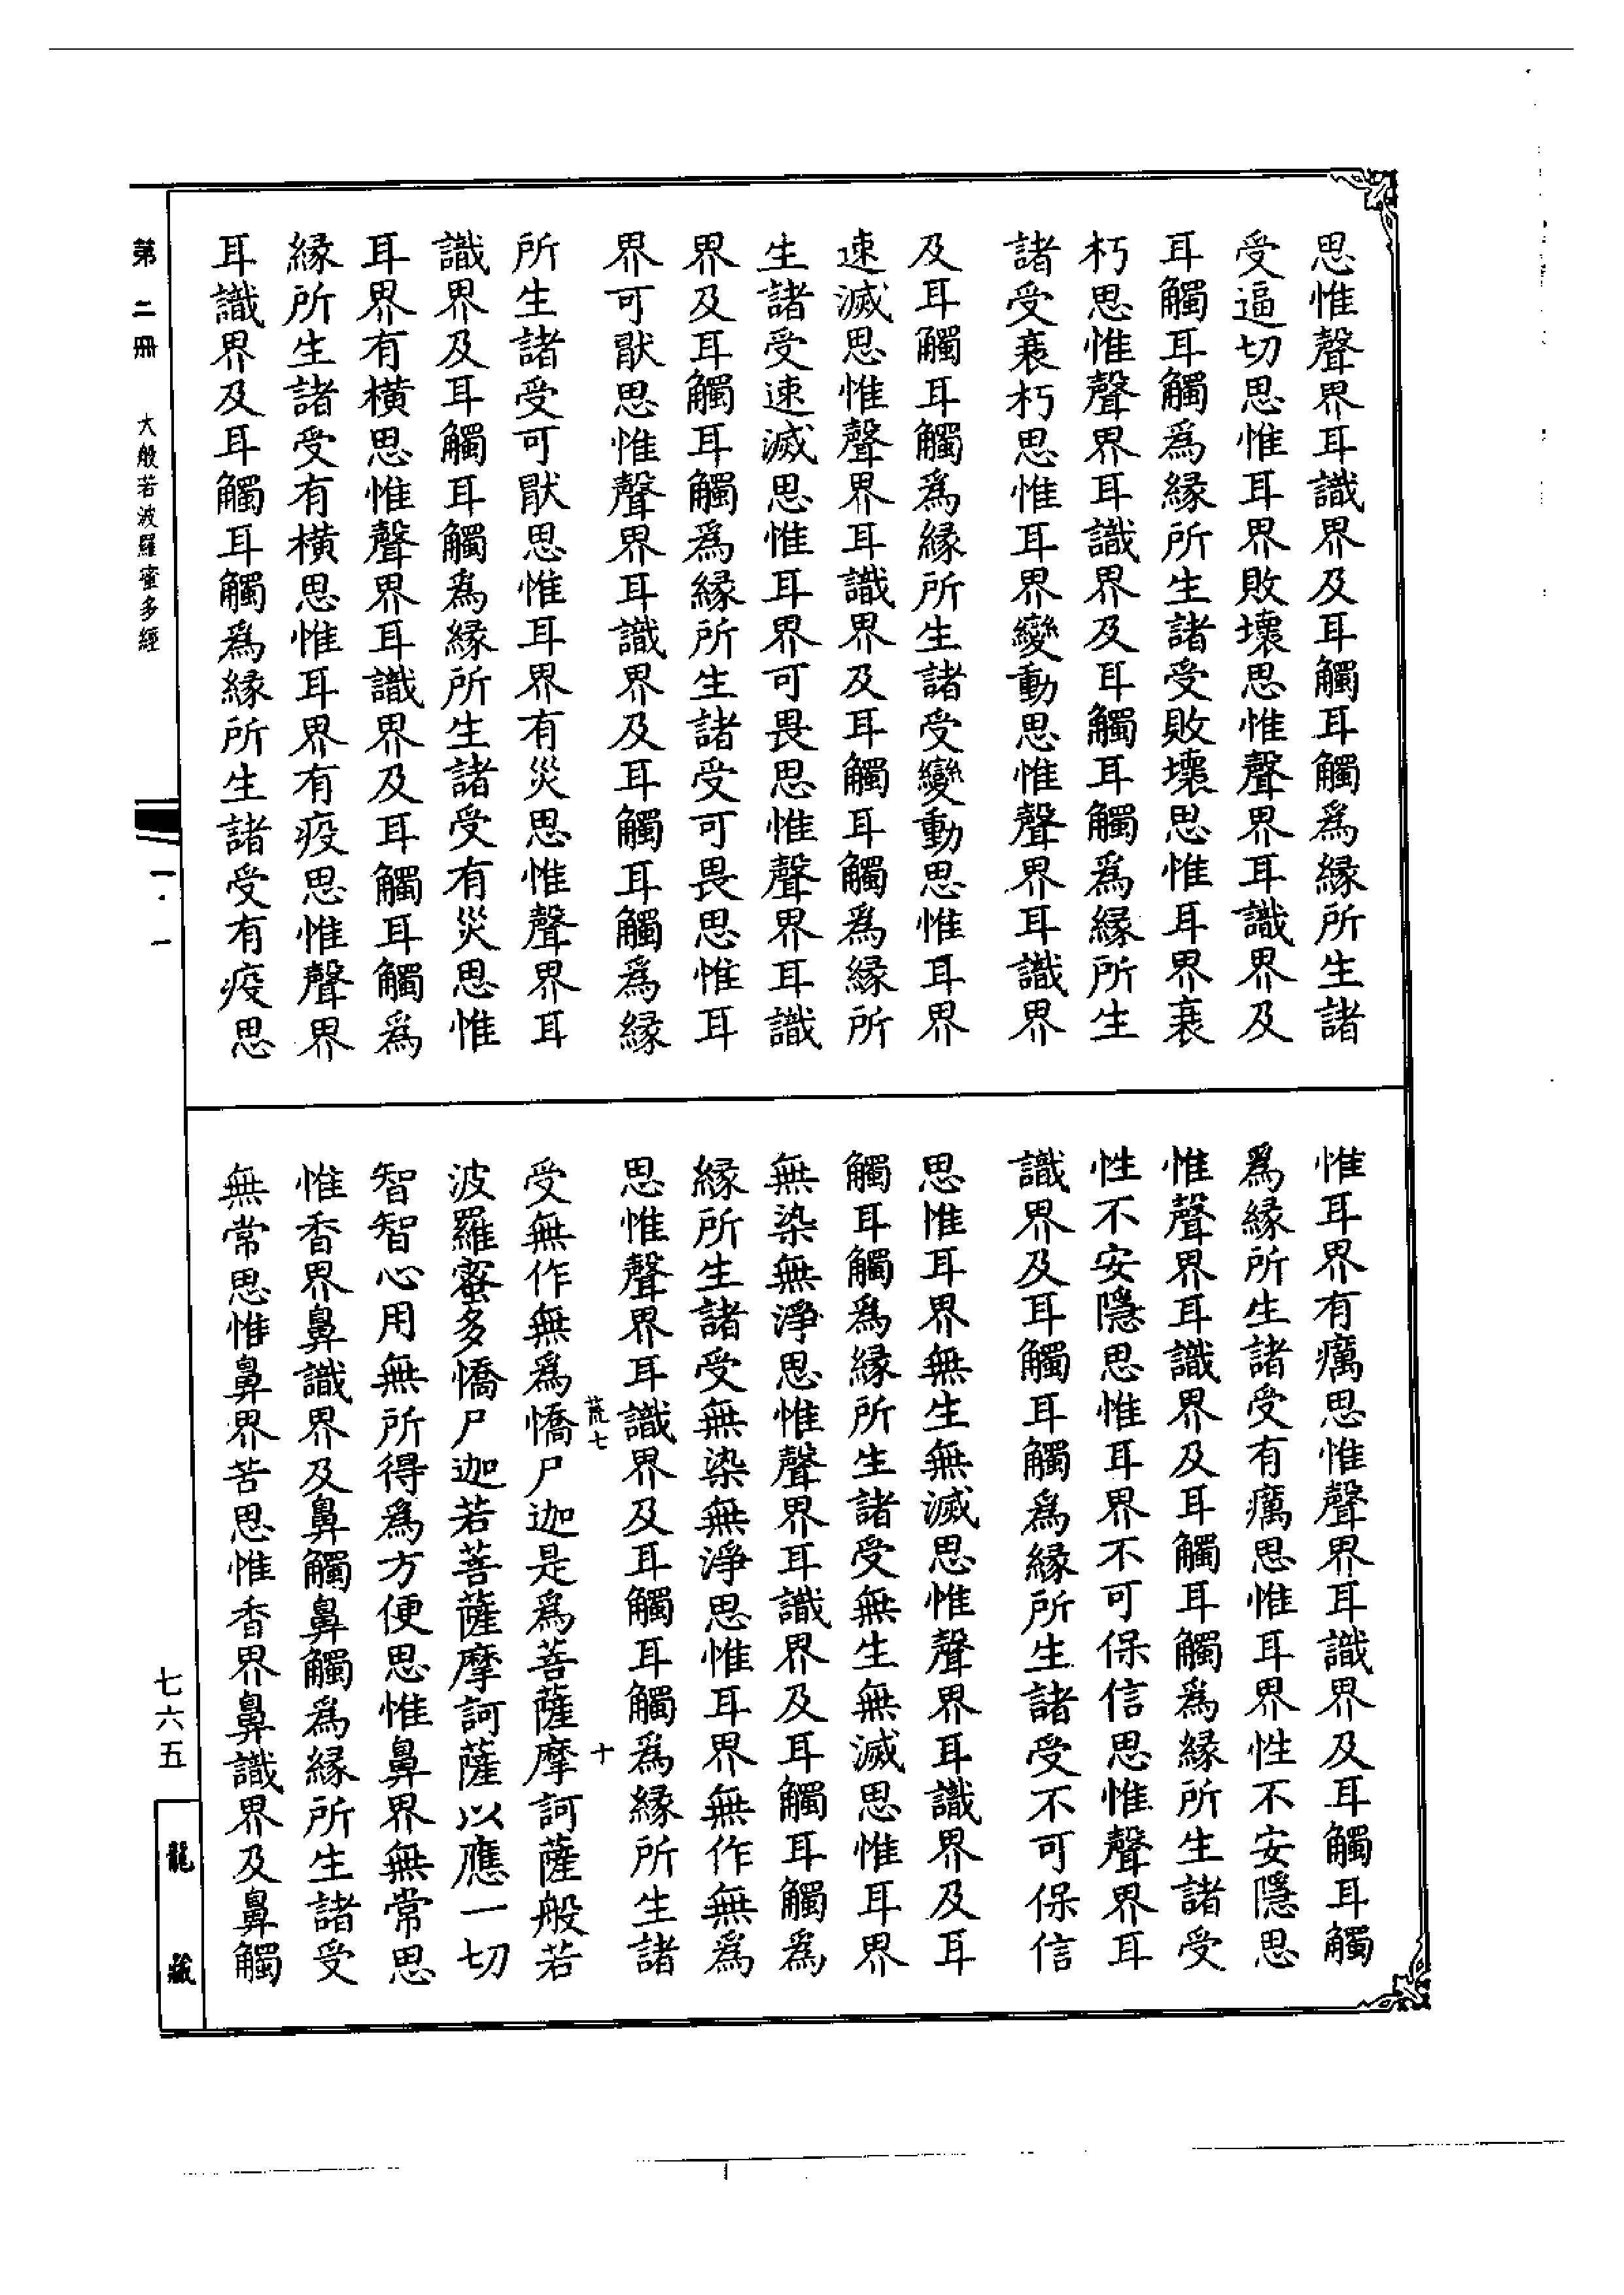 思惟聲界耳識界及耳觸耳觸爲緣所生諸
受逼切思惟耳界敗壞思惟聲界耳識界及
耳觸耳觸爲緣所生諸受敗壞思惟耳界衰
朽思惟聲界耳識界及耳觸耳觸爲緣所生
諸受衰朽思惟耳界變動思惟聲界耳識界
及耳觸耳觸爲緣所生諸受變動思惟耳界
速滅思惟聲界耳識界及耳觸耳觸爲緣所
生諸受速滅思惟耳界可畏思惟聲界耳識
界及耳觸耳觸爲緣所生諸受可畏思惟耳
界可猒思惟聲界耳識界及耳觸耳觸爲緣
所生諸受可猒思惟耳界有災思惟聲界耳
識界及耳觸耳觸爲緣所生諸受有災思惟
耳界有橫思惟聲界耳識界及耳觸耳觸爲
緣所生諸受有橫思惟耳界有疫思惟聲界
耳識界及耳觸耳觸爲緣所生諸受有疫思
惟耳界有癘思惟聲界耳識界及耳觸耳觸
爲緣所生諸受有癘思惟耳界性不安隱思
惟聲界耳識界及耳觸耳觸爲緣所生諸受
性不安隱思惟耳界不可保信思惟聲界耳
識界及耳觸耳觸爲緣所生諸受不可保信
思惟耳界無生無滅思惟聲界耳識界及耳
觸耳觸爲緣所生諸受無生無滅思惟耳界
無染無淨思惟聲界耳識界及耳觸耳觸爲
緣所生諸受無染無淨思惟耳界無作無爲
思惟聲界耳識界及耳觸耳觸爲緣所生諸
荒七 十
受無作無爲憍尸迦是爲菩薩摩訶薩般若
波羅蜜多憍尸迦若菩薩摩訶薩以應一切
智智心用無所得爲方便思惟鼻界無常思
惟香界鼻識界及鼻觸鼻觸爲緣所生諸受
無常思惟鼻界苦思惟香界鼻識界及鼻觸
第二冊 大般若波羅蜜多經 一·一 七六五 龍藏